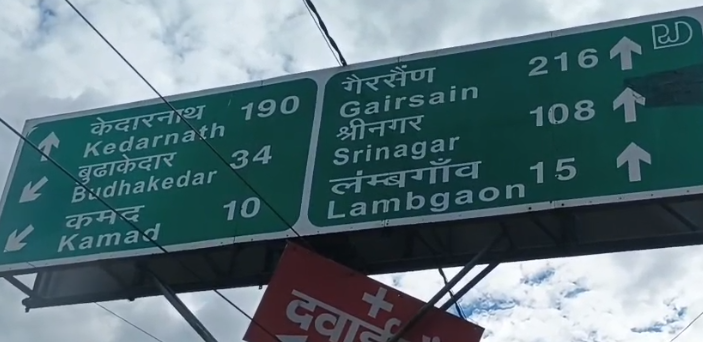 केदारनाथ 190
Kedarnath
बुढाकेदार 34
Budhakedar
कमद 10
Kamad
गैरसैंण 216
Gairsain
श्रीनगर 108
Srinagar
लंम्बगाँव 15
Lambgaon